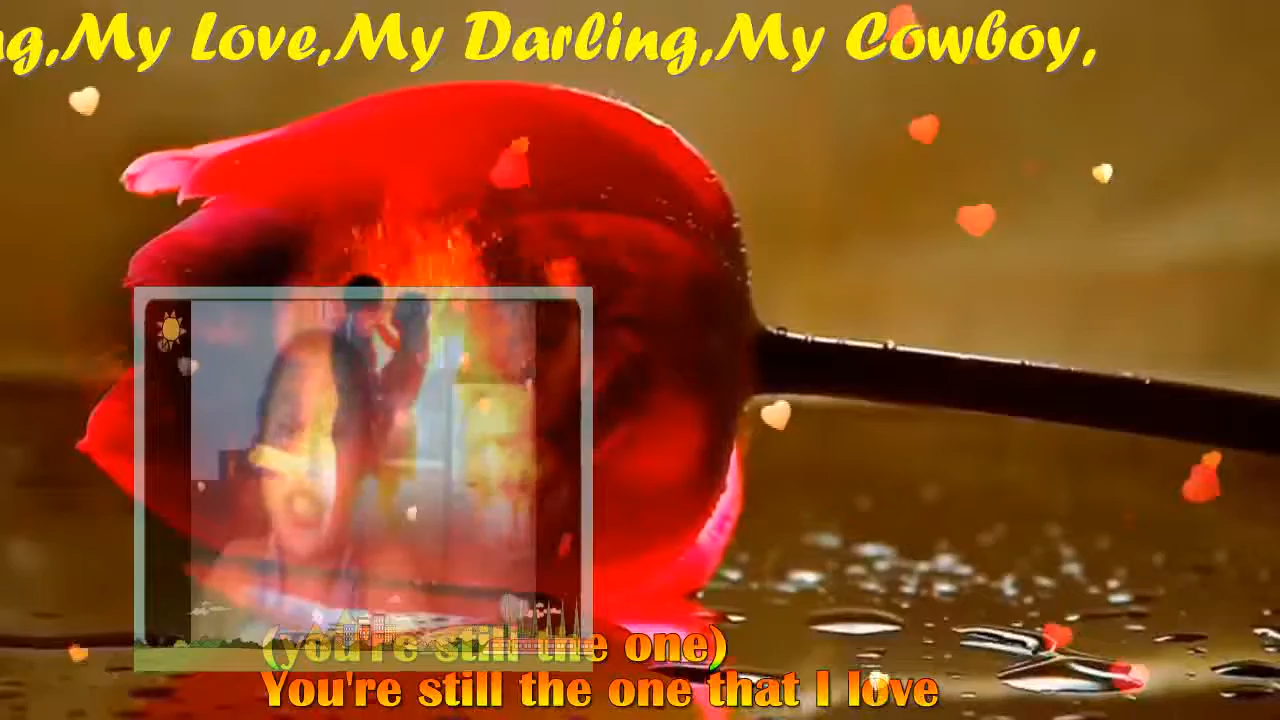 g,My Love,My Darling,My Cowboy,
(you're still the one)
You're still the one that I love